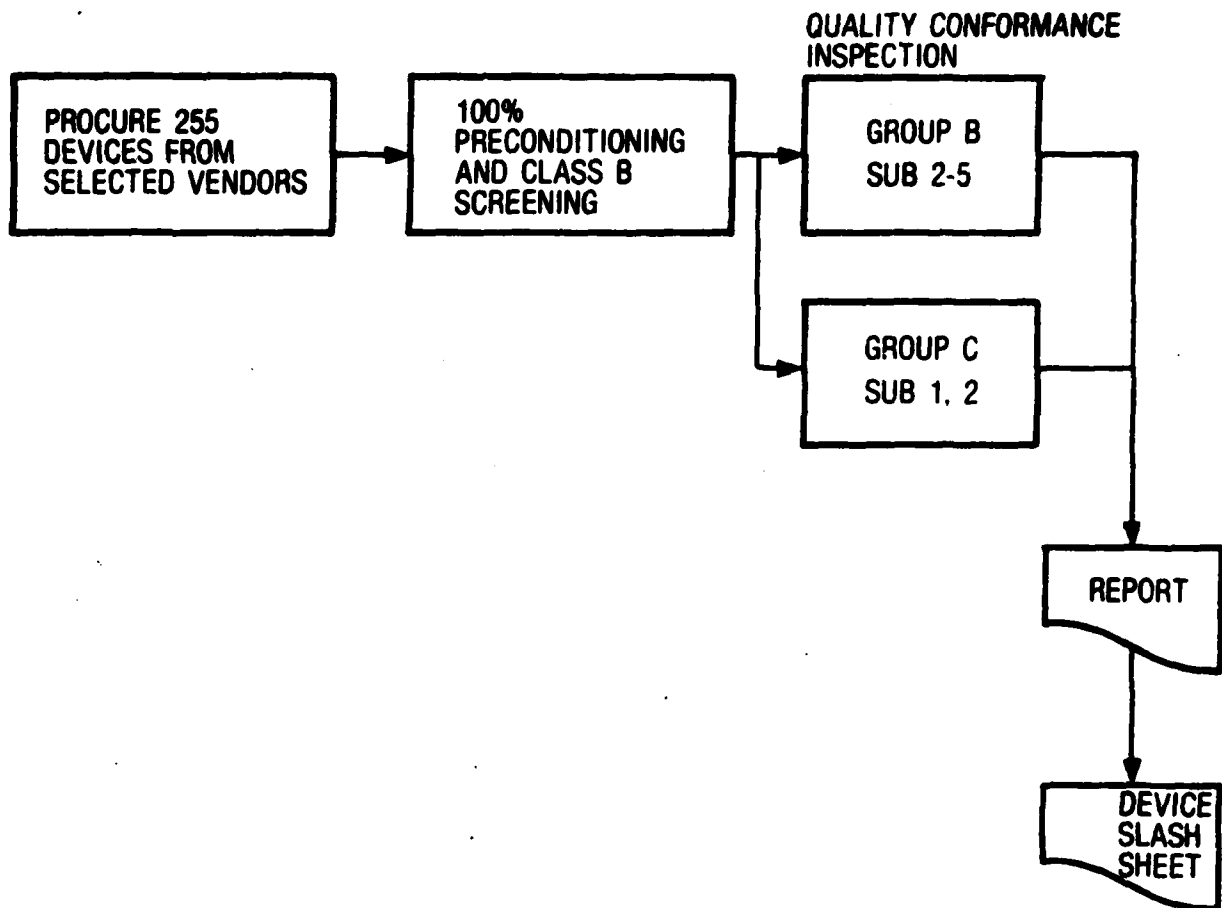 QUALITY CONFORMANCE
INSPECTION
PROCURE 255
DEVICES FROM
SELECTED VENDORS
100%
PRECONDITIONING
AND CLASS B
SCREENING
GROUP B
SUB 2-5
GROUP C
SUB 1, 2
REPORT
DEVICE
SLASH
SHEET